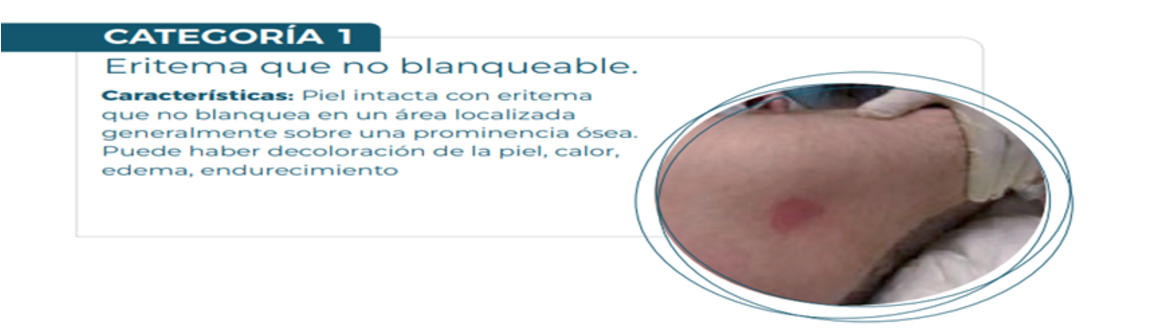 CATEGORÍA 1
Eritema que no blanqueable.
Características: Piel intacta con eritema
que no blanquea en un área localizada
generalmente sobre una prominencia ósea.
Puede haber decoloración de la piel, calor,
edema, endurecimiento